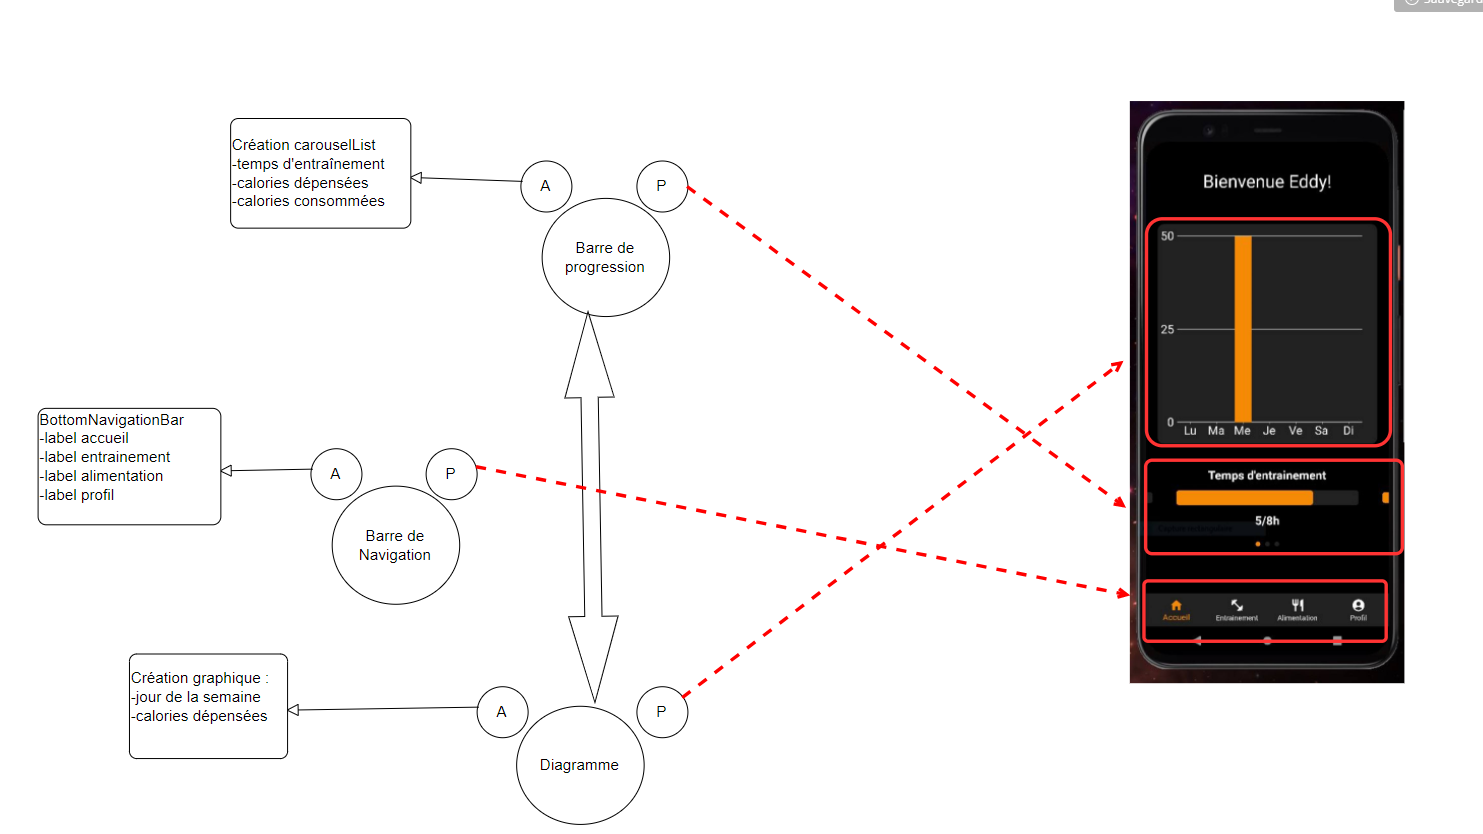 Création carouselList
-temps d'entraînement
-calories dépensées
-calories consommées
A
P
Barre de
progression
BottomNavigationBar
-label accueil
-label entrainement
-label alimentation
-label profil
A
P
Barre de
Navigation
Création graphique :
-jour de la semaine
-calories dépensées
A
P
Diagramme
Bienvenue Eddy!
50
25
0
Lu Ma Me Je Ve Sa Di
Temps d'entrainement
5/8h
Accueil Entrainement Alimentation Profil